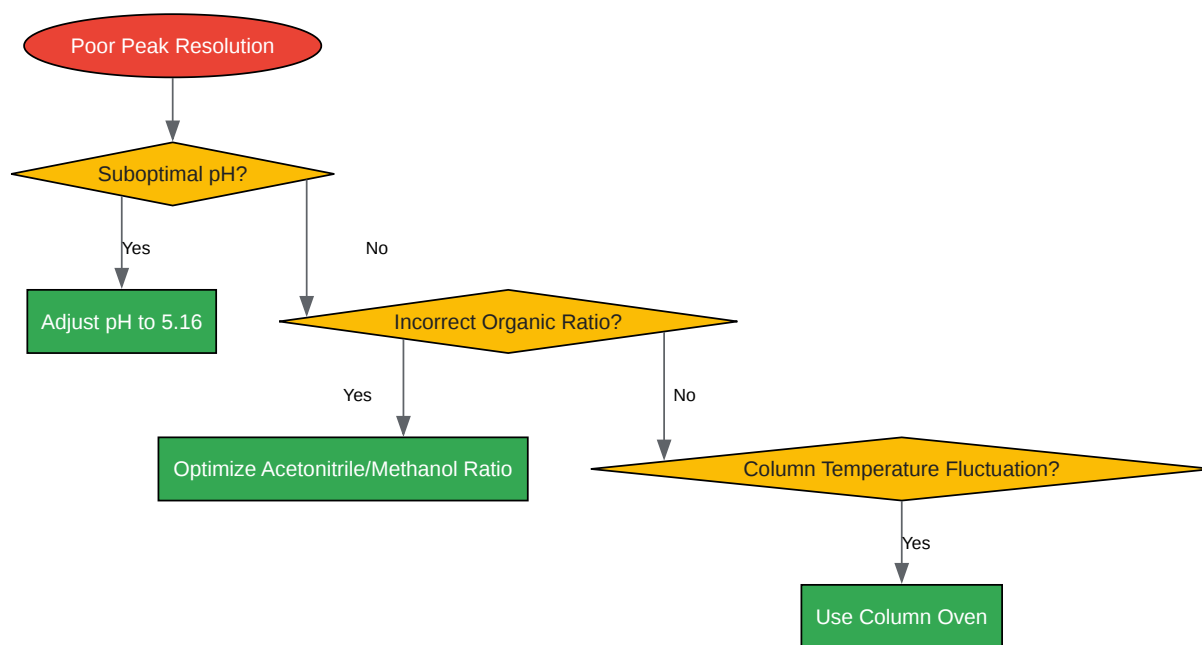 Poor Peak Resolution
Suboptimal pH?
Yes
No
Adjust pH to 5.16
Incorrect Organic Ratio?
Yes
No
Optimize Acetonitrile/Methanol Ratio
Column Temperature Fluctuation?
Yes
Use Column Oven